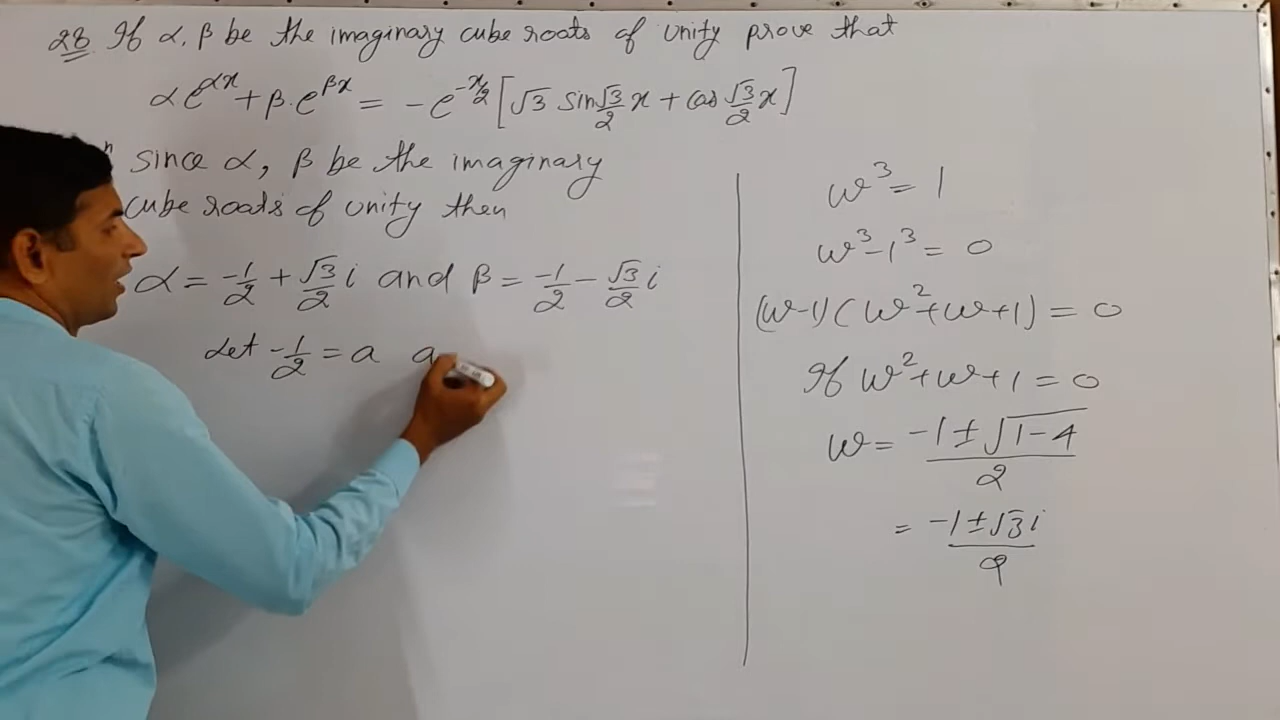 28 If α, β be the imaginary cube roots of unity prove that
αe^{αx} + β.e^{βx} = -e^{-x/2} [√3 sin √3/2 x + cos √3/2 x]
n since α, β be the imaginary
cube roots of unity then
α = -1/2 + √3/2 i and β = -1/2 - √3/2 i
Let -1/2 = a a
w³ = 1
w³ - 1³ = 0
(w-1)(w²+w+1) = 0
If w²+w+1 = 0
w = -1 ± √1-4 / 2
= -1 ± √3 i / 2